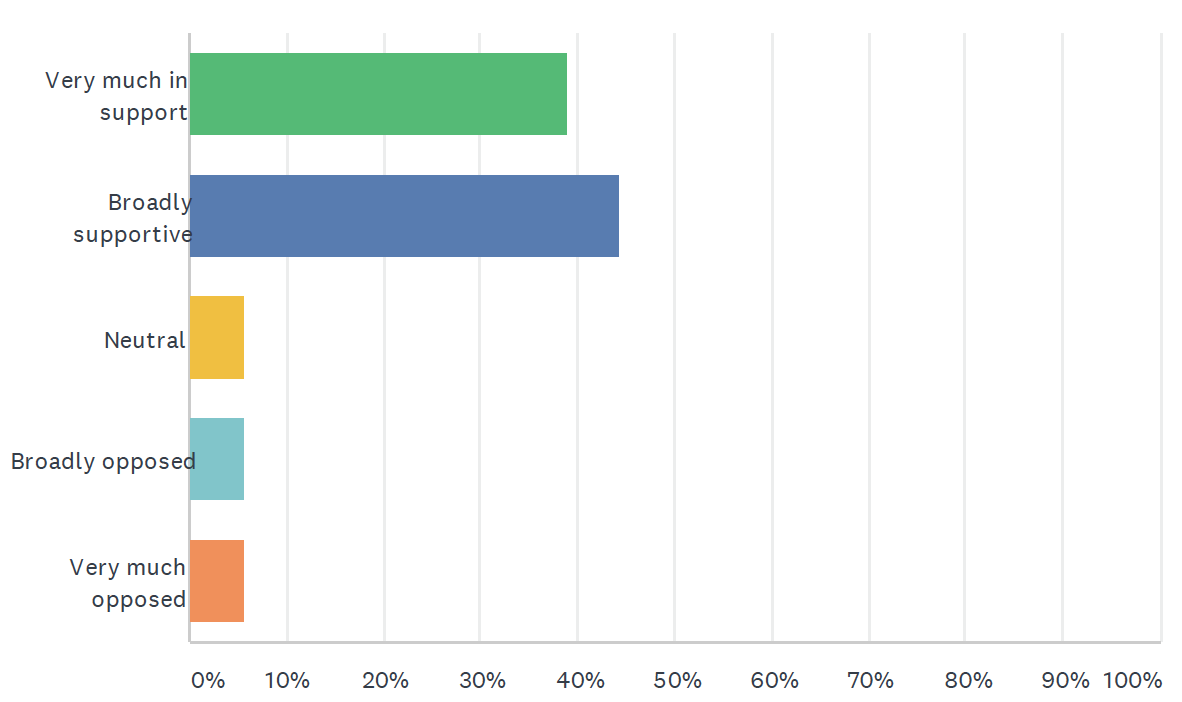 Very much in
support
Broadly
supportive
Neutral
Broadly opposed
Very much
opposed
0% 10% 20% 30% 40% 50% 60% 70% 80% 90% 100%